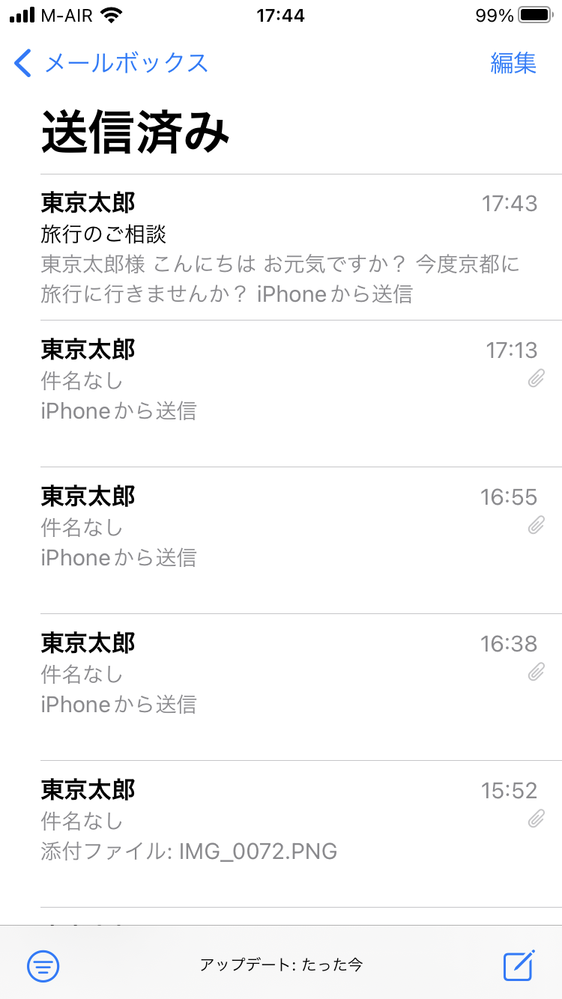 M-AIR 17:44 99%
メールボックス 編集
送信済み
東京太郎 17:43
旅行のご相談
東京太郎様 こんにちは お元気ですか？ 今度京都に
旅行に行きませんか？ iPhoneから送信
東京太郎 17:13
件名なし
iPhoneから送信
東京太郎 16:55
件名なし
iPhoneから送信
東京太郎 16:38
件名なし
iPhoneから送信
東京太郎 15:52
件名なし
添付ファイル: IMG_0072.PNG
アップデート: たった今